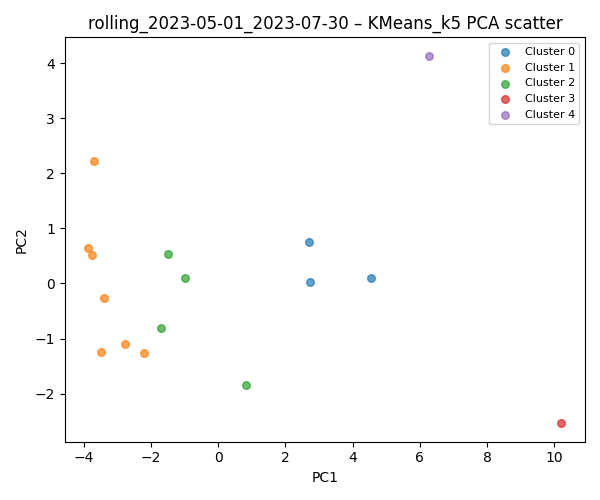 rolling_2023-05-01_2023-07-30 – KMeans_k5 PCA scatter
Cluster 0
Cluster 1
Cluster 2
Cluster 3
Cluster 4
PC2
4
3
2
1
0
−1
−2
−4
−2
0
2
4
6
8
10
PC1